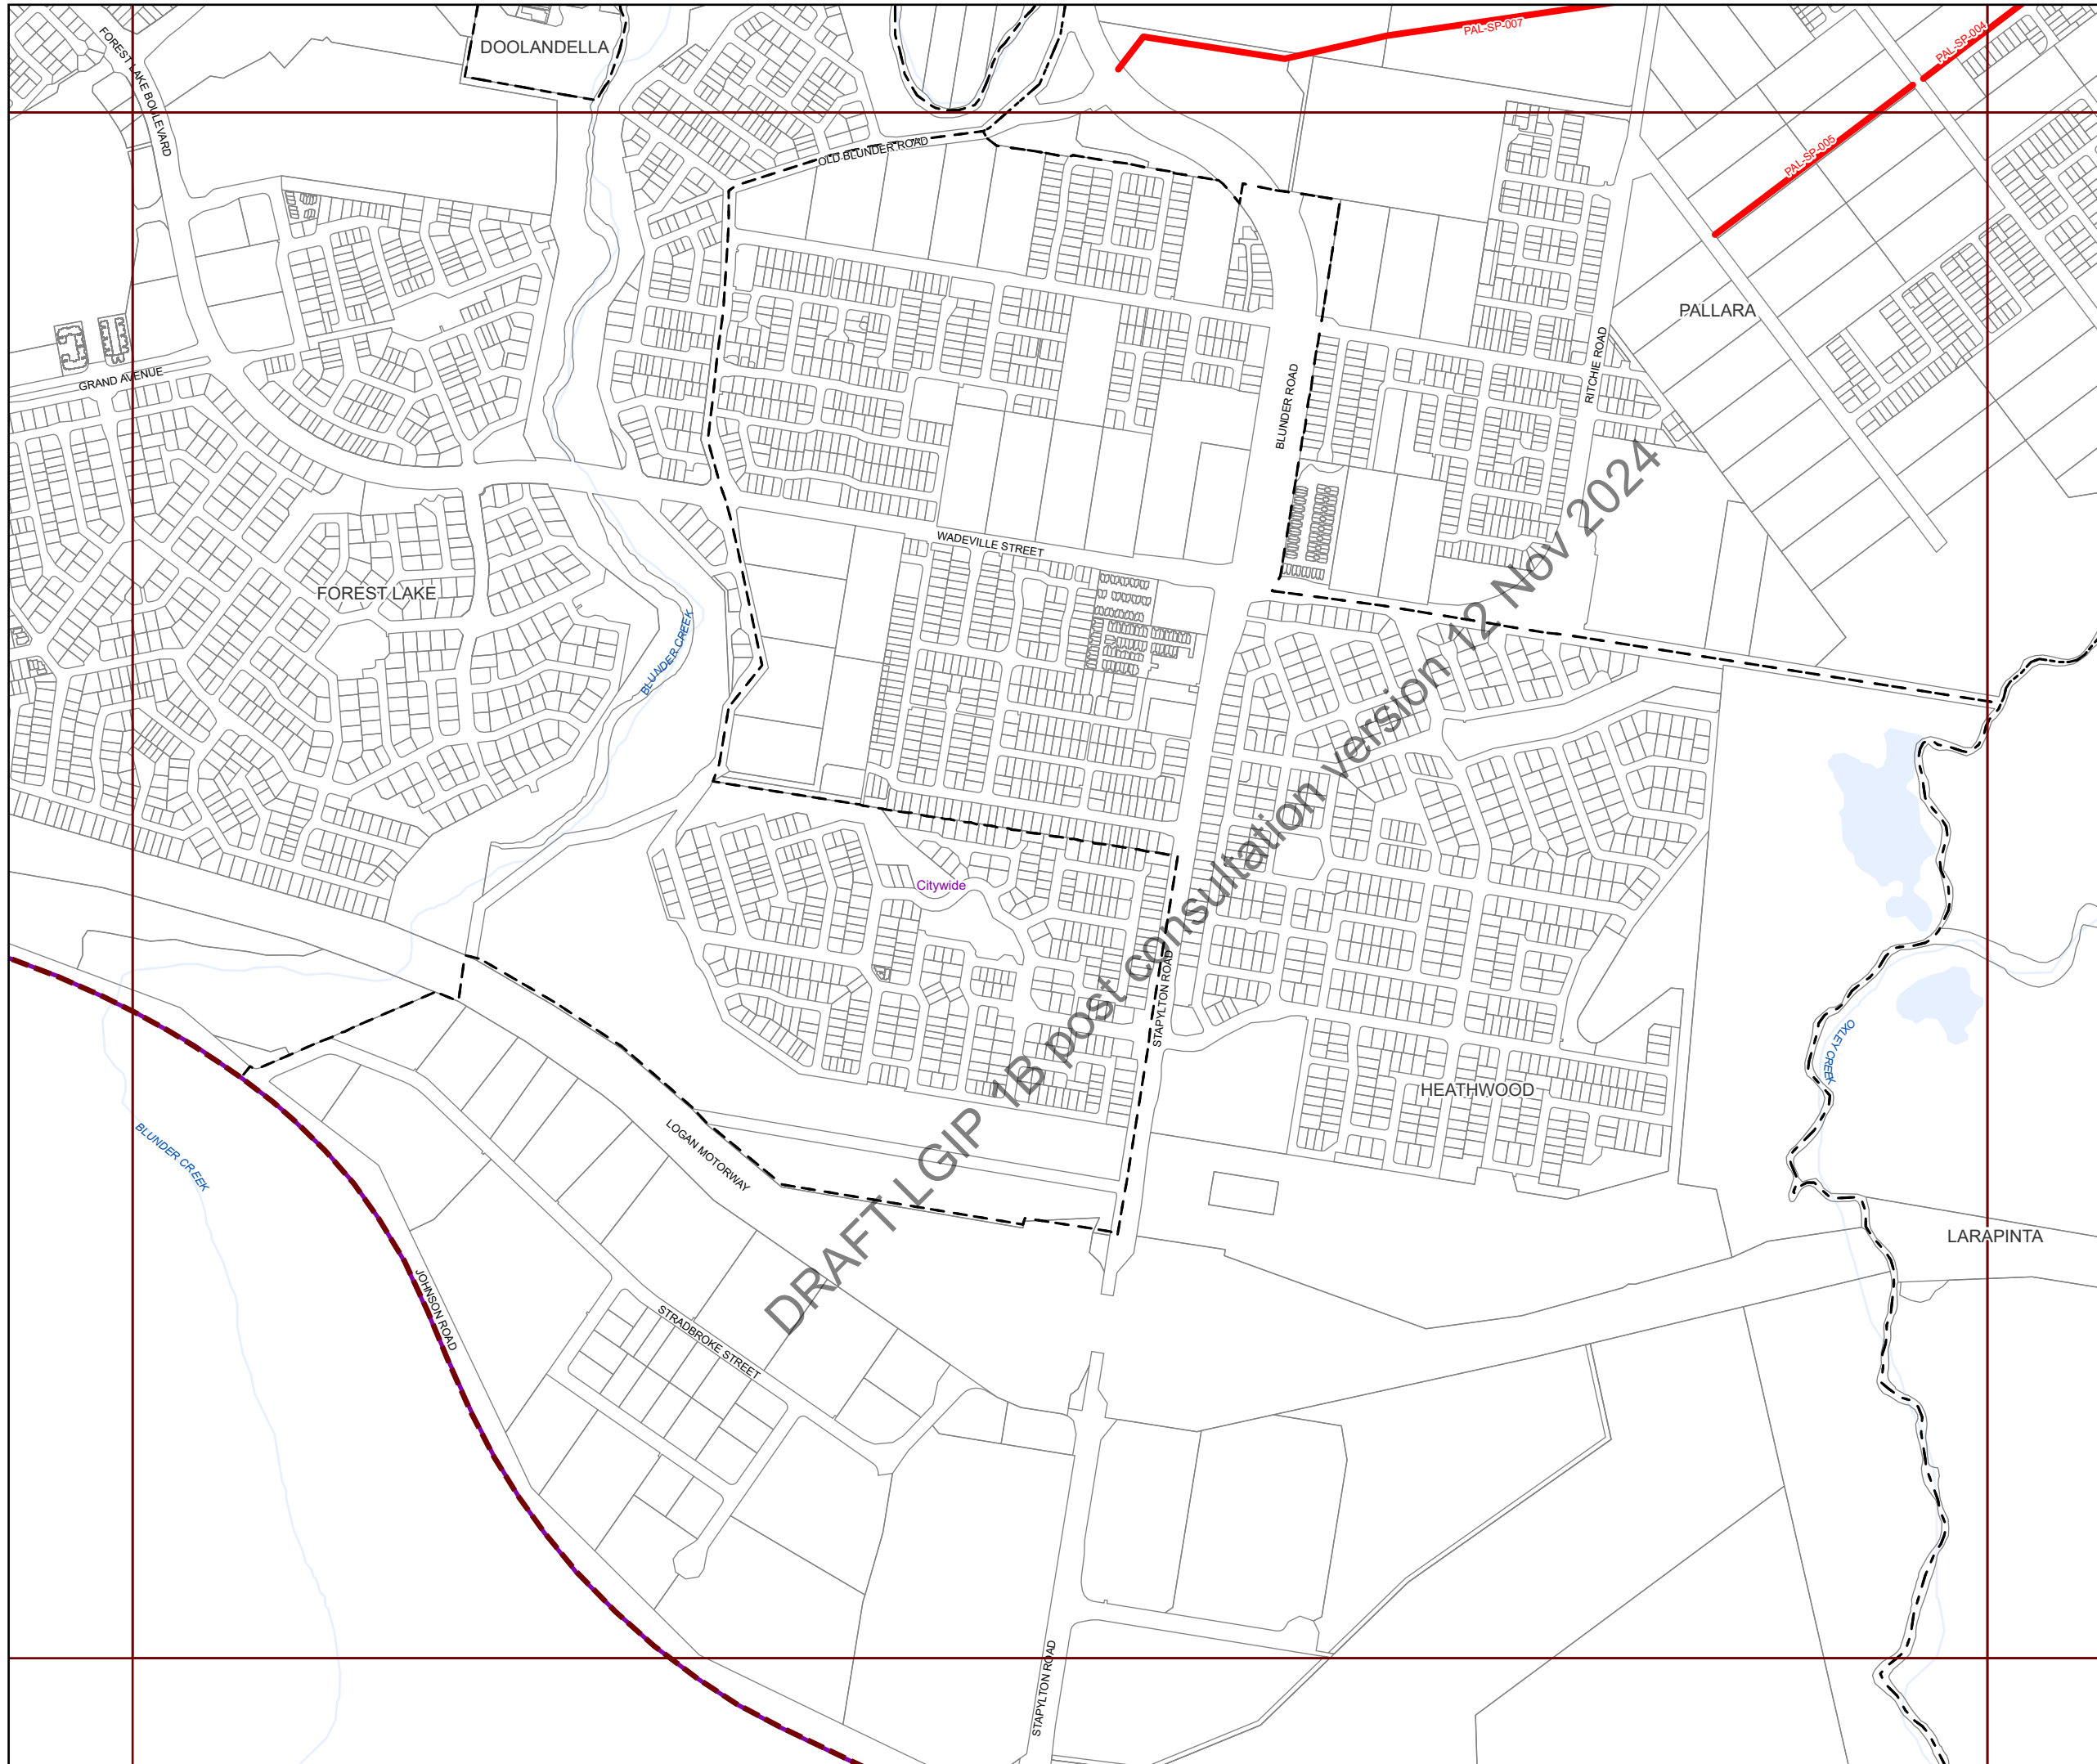 PAL-SP-007
PAL-SP-004
FOREST LAKE BOULEVARD
DOOLANDELLA
OLD BLUNDER ROAD
PAL-SP-005
PALLARA
GRAND AVENUE
RITCHIE ROAD
BLUNDER ROAD
WADEVILLE STREET
FOREST LAKE
BLUNDER CREEK
DRAFT LGIP 1B post consultation version 12 Nov 2024
Citywide
STAPYLTON ROAD
OXLEY CREEK
HEATHWOOD
BLUNDER CREEK
LOGAN MOTORWAY
LARAPINTA
JOHNSON ROAD
STRADBROKE STREET
STAPYLTON ROAD